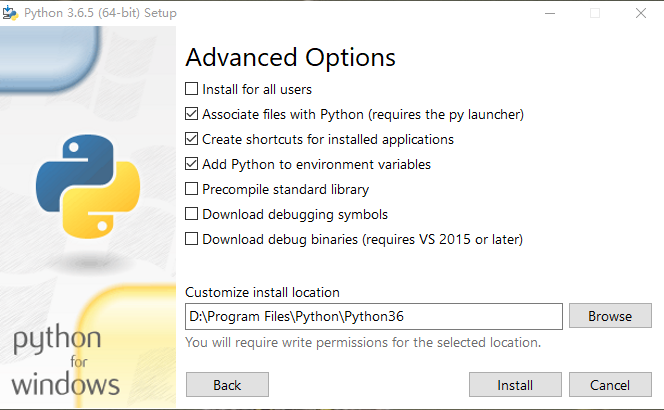 Python 3.6.5 (64-bit) Setup
Advanced Options
Install for all users
Associate files with Python (requires the py launcher)
Create shortcuts for installed applications
Add Python to environment variables
Precompile standard library
Download debugging symbols
Download debug binaries (requires VS 2015 or later)
Customize install location
D:\Program Files\Python\Python36
Browse
You will require write permissions for the selected location.
python
for
windows
Back
Install
Cancel